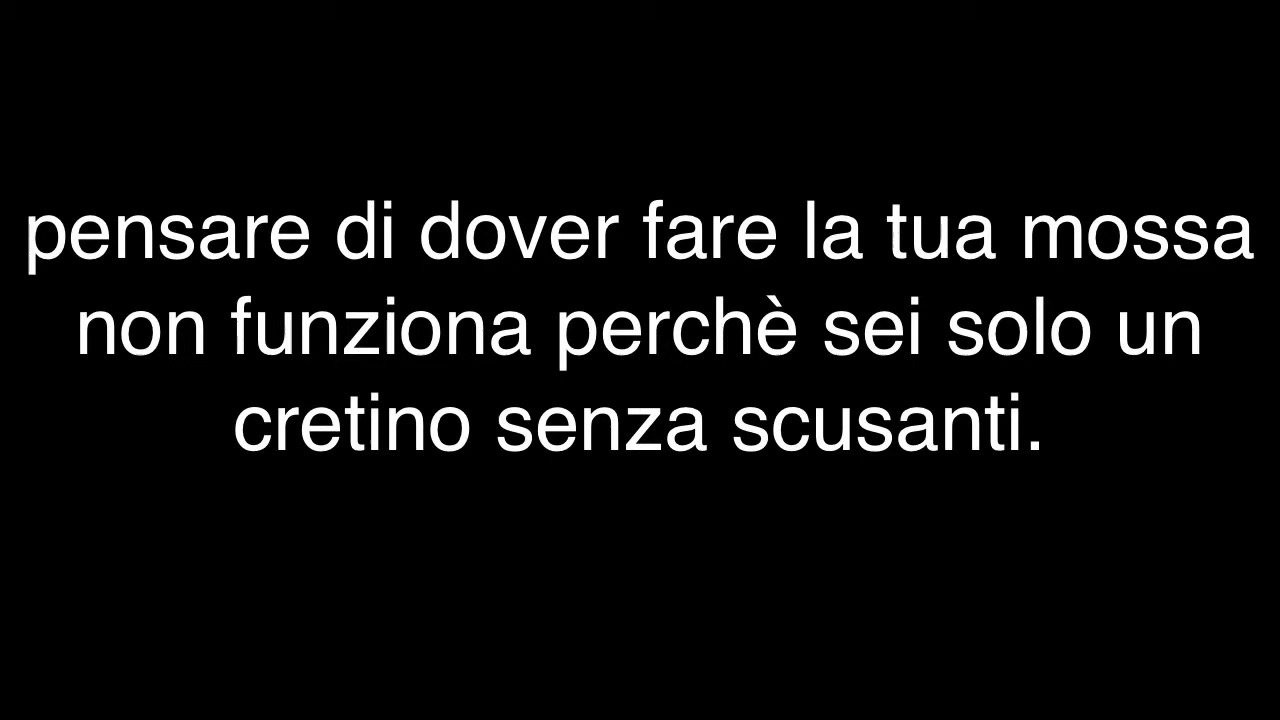 pensare di dover fare la tua mossa
non funziona perchè sei solo un
cretino senza scusanti.